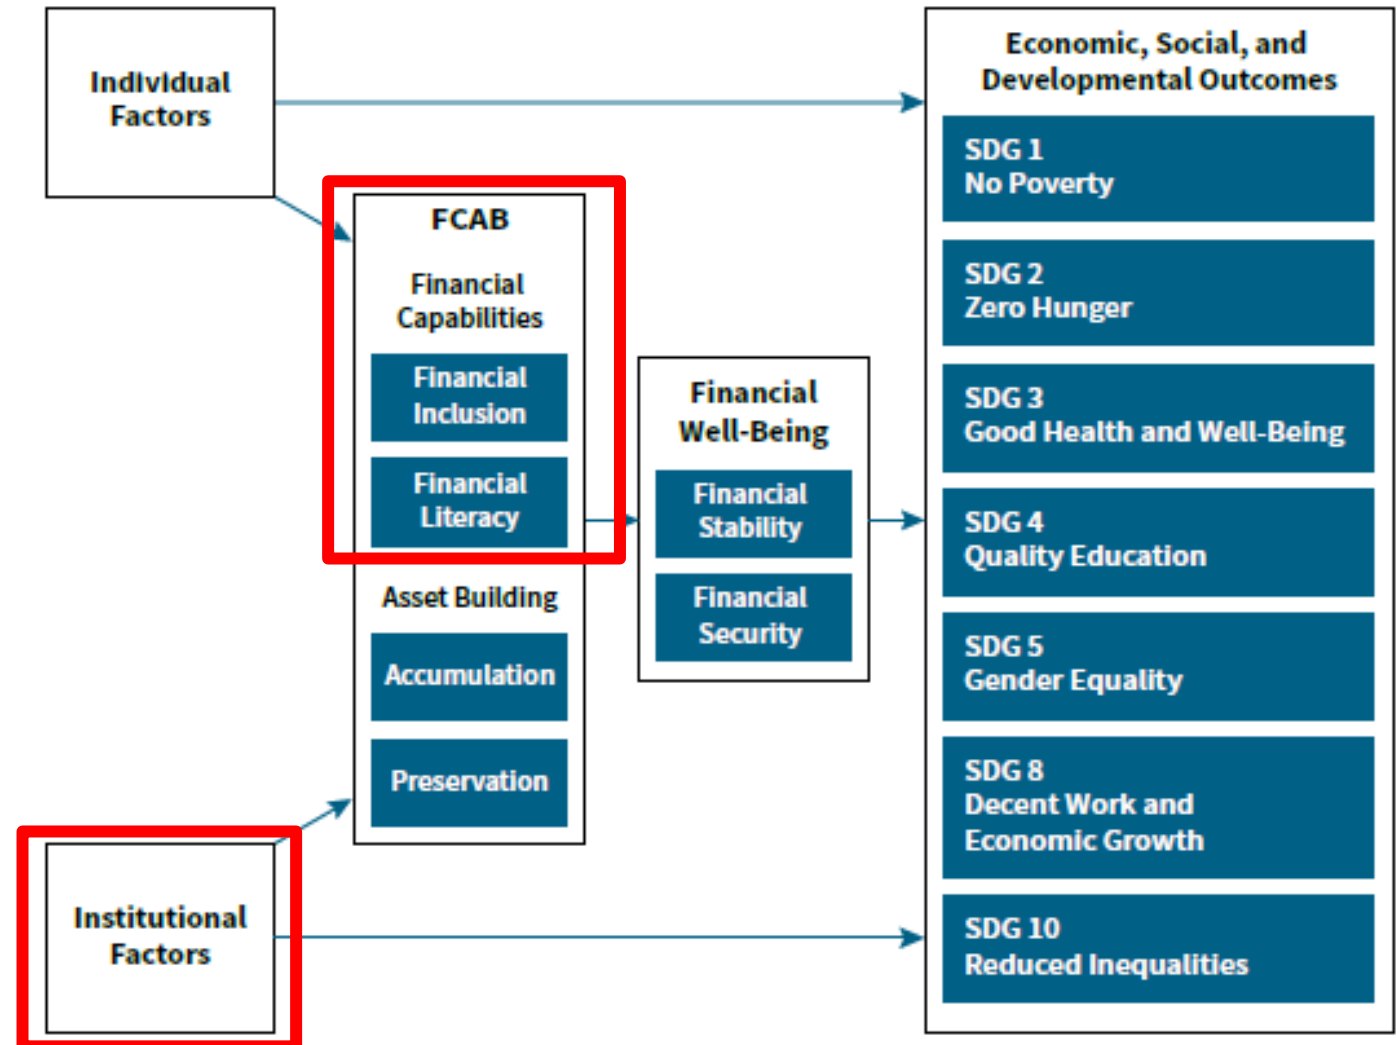 Individual
Factors
FCAB
Financial
Capabilities
Financial
Inclusion
Financial
Literacy
Asset Building
Accumulation
Preservation
Institutional
Factors
Financial
Well-Being
Financial
Stability
Financial
Security
Economic, Social, and
Developmental Outcomes
SDG 1
No Poverty
SDG 2
Zero Hunger
SDG 3
Good Health and Well-Being
SDG 4
Quality Education
SDG 5
Gender Equality
SDG 8
Decent Work and
Economic Growth
SDG 10
Reduced Inequalities